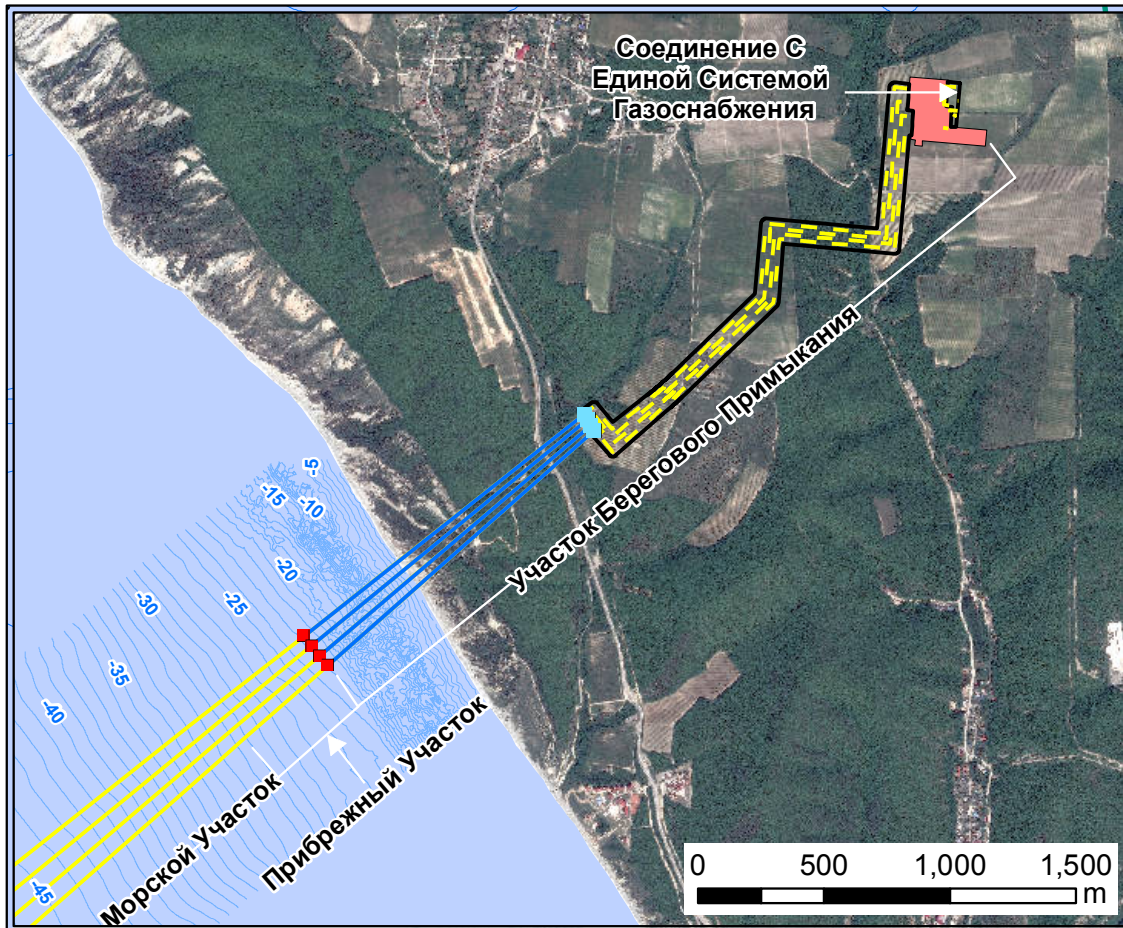 Соединение С
Единой Системой
Газоснабжения
Участок Берегового Примыкания
-5
-15
-10
-20
-25
-30
-35
-40
-45
Прибрежный Участок
Морской Участок
0 500 1,000 1,500
m